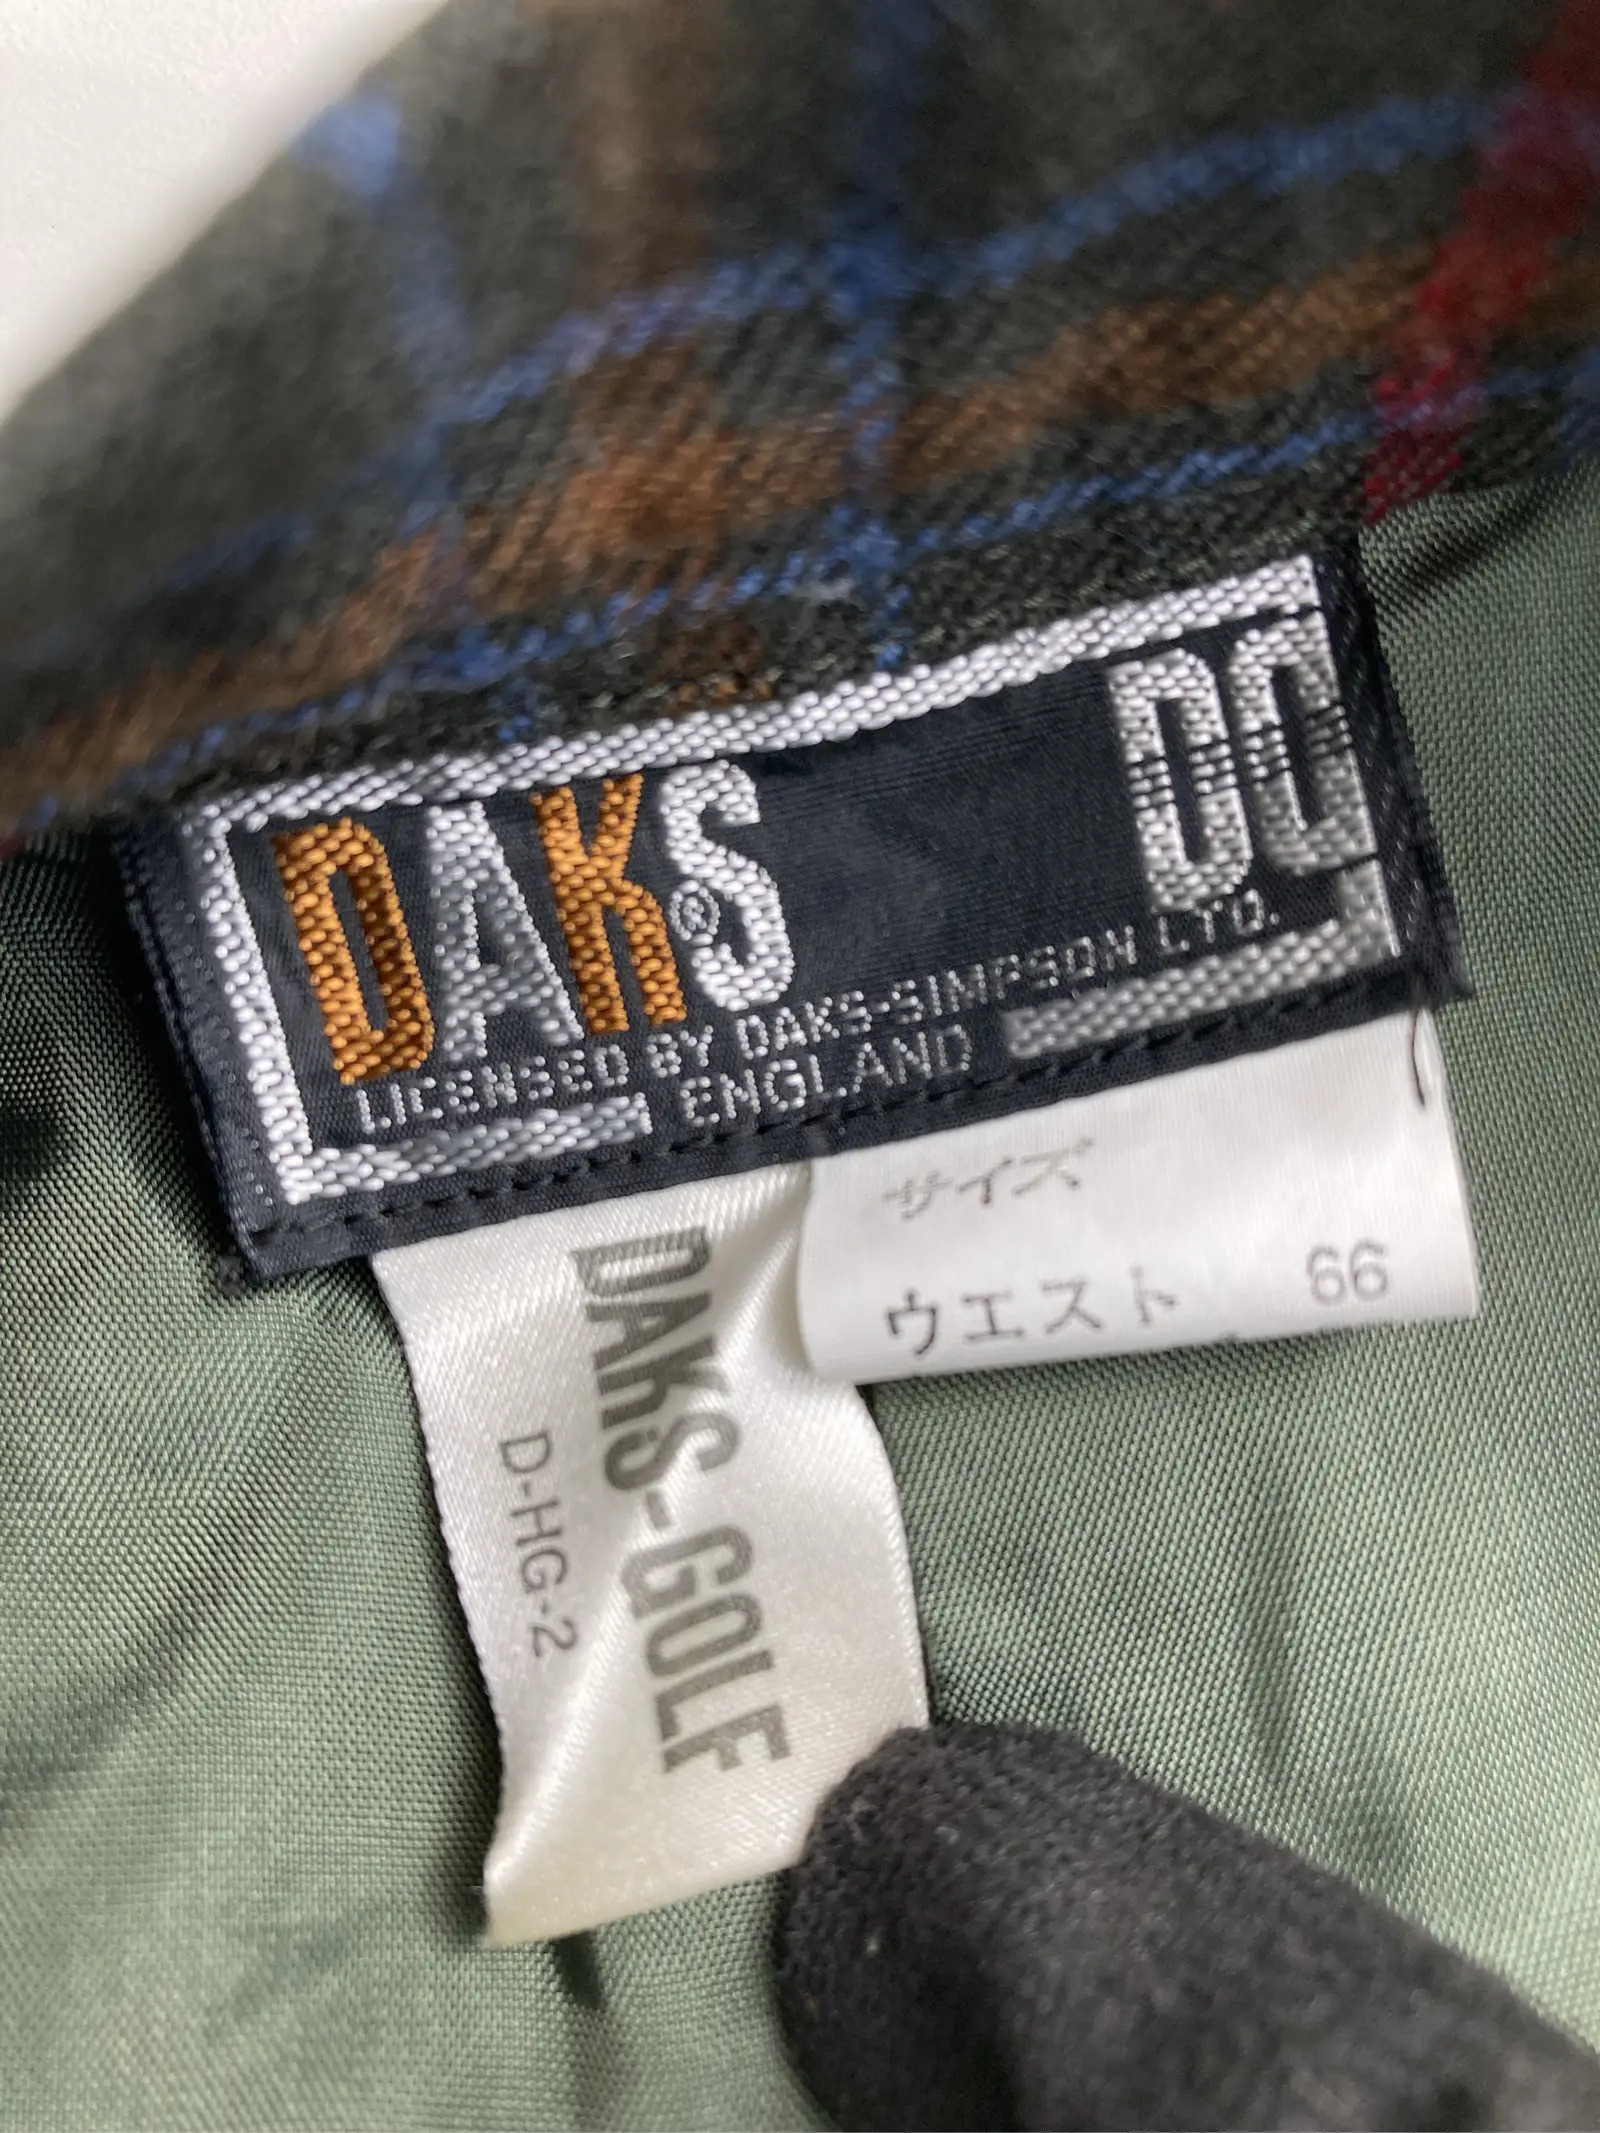 DAKS®
DG
LICENSED BY DAKS-SIMPSON LTD.
ENGLAND
サイズ
ウエスト 66
DAKS-GOLF
D-HG-2